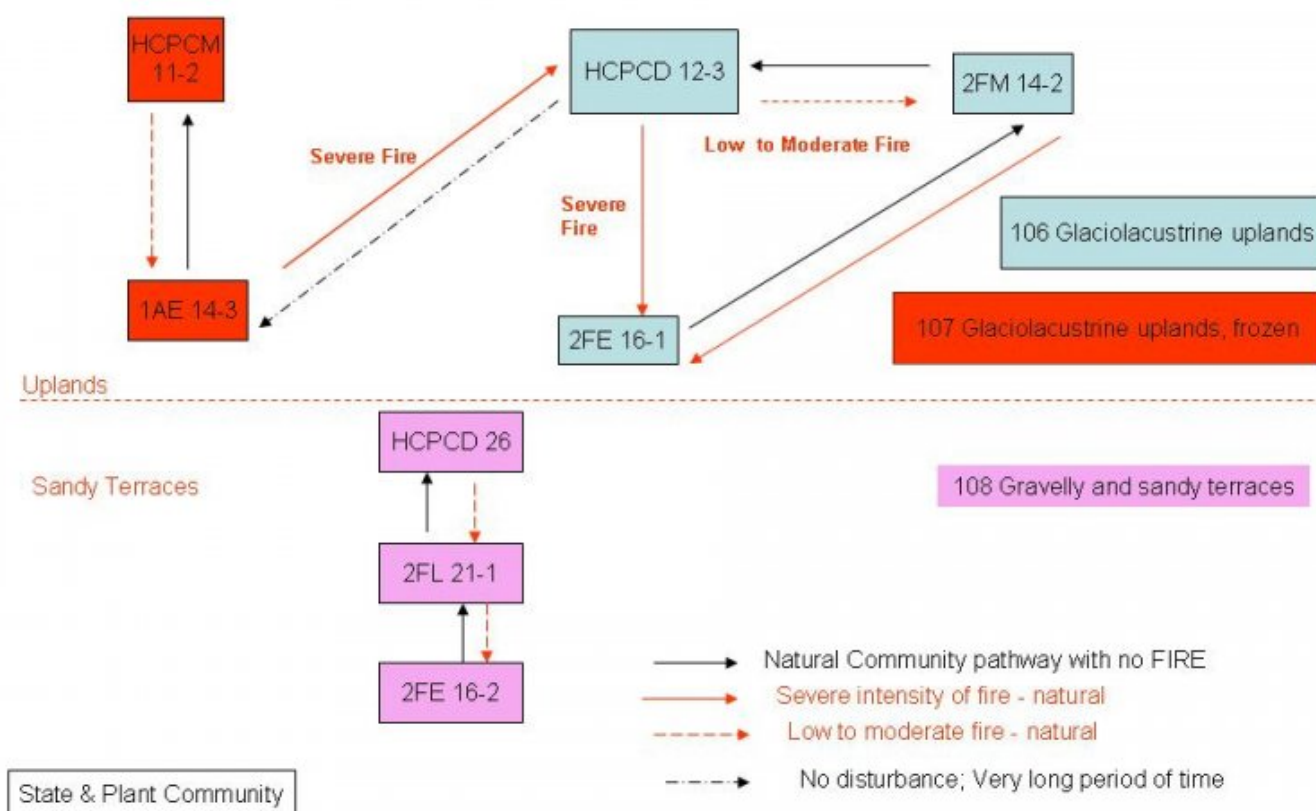 HCPCM
11-2
HCPCD 12-3
2FM 14-2
Severe Fire
Low to Moderate Fire
Severe
Fire
106 Glaciolacustrine uplands
1AE 14-3
2FE 16-1
107 Glaciolacustrine uplands, frozen
Uplands
HCPCD 26
Sandy Terraces
108 Gravelly and sandy terraces
2FL 21-1
2FE 16-2
Natural Community pathway with no FIRE
Severe intensity of fire - natural
Low to moderate fire - natural
No disturbance; Very long period of time
State & Plant Community